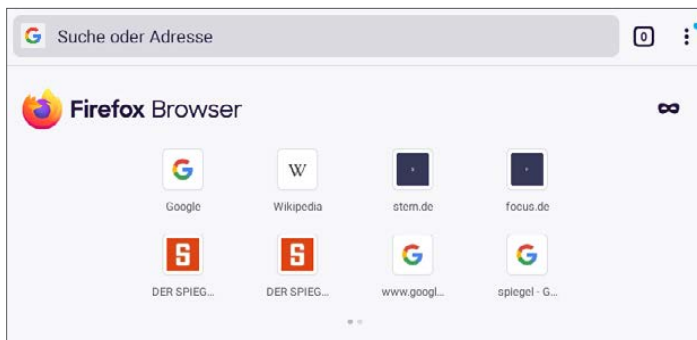 G Suche oder Adresse 0
Firefox Browser
W
Google Wikipedia stern.de focus.de
S S G G
DER SPIEG... DER SPIEG... www.googl... spiegel - G...